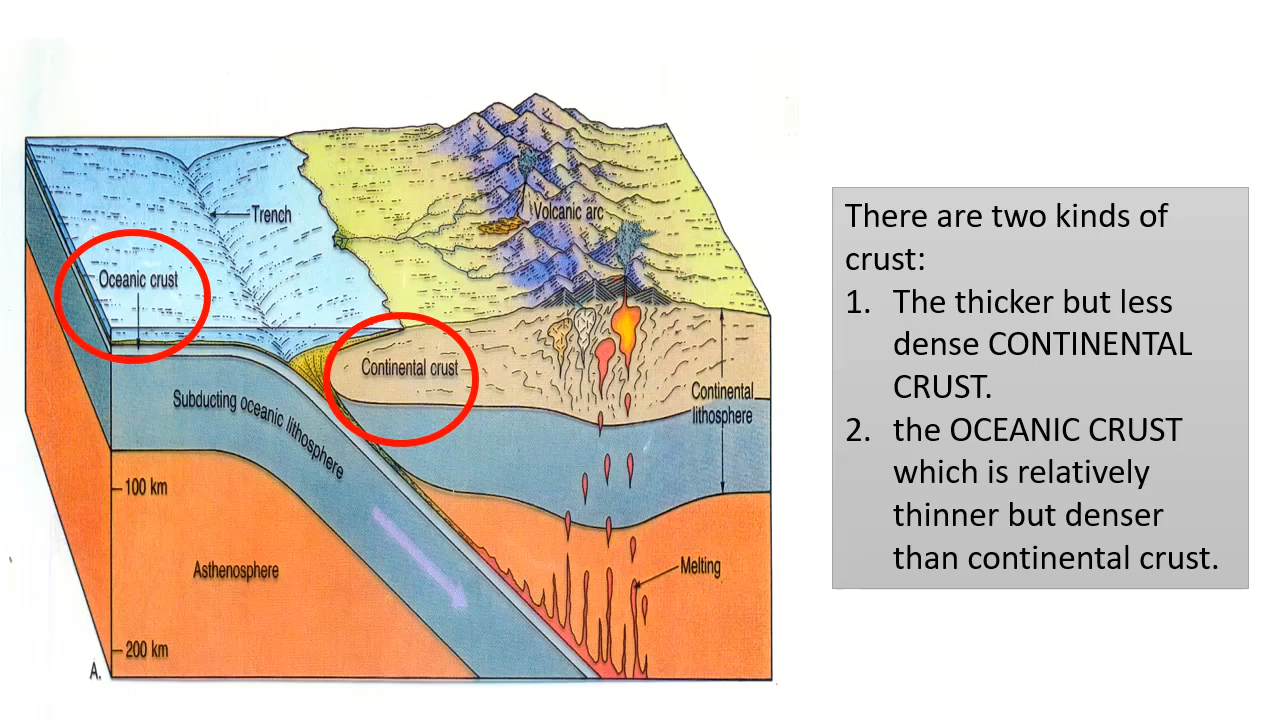 Trench
Volcanic arc
Oceanic crust
Continental crust
Subducting oceanic lithosphere
Continental
lithosphere
100 km
Asthenosphere
Melting
200 km
A.
There are two kinds of
crust:
1. The thicker but less
dense CONTINENTAL
CRUST.
2. the OCEANIC CRUST
which is relatively
thinner but denser
than continental crust.